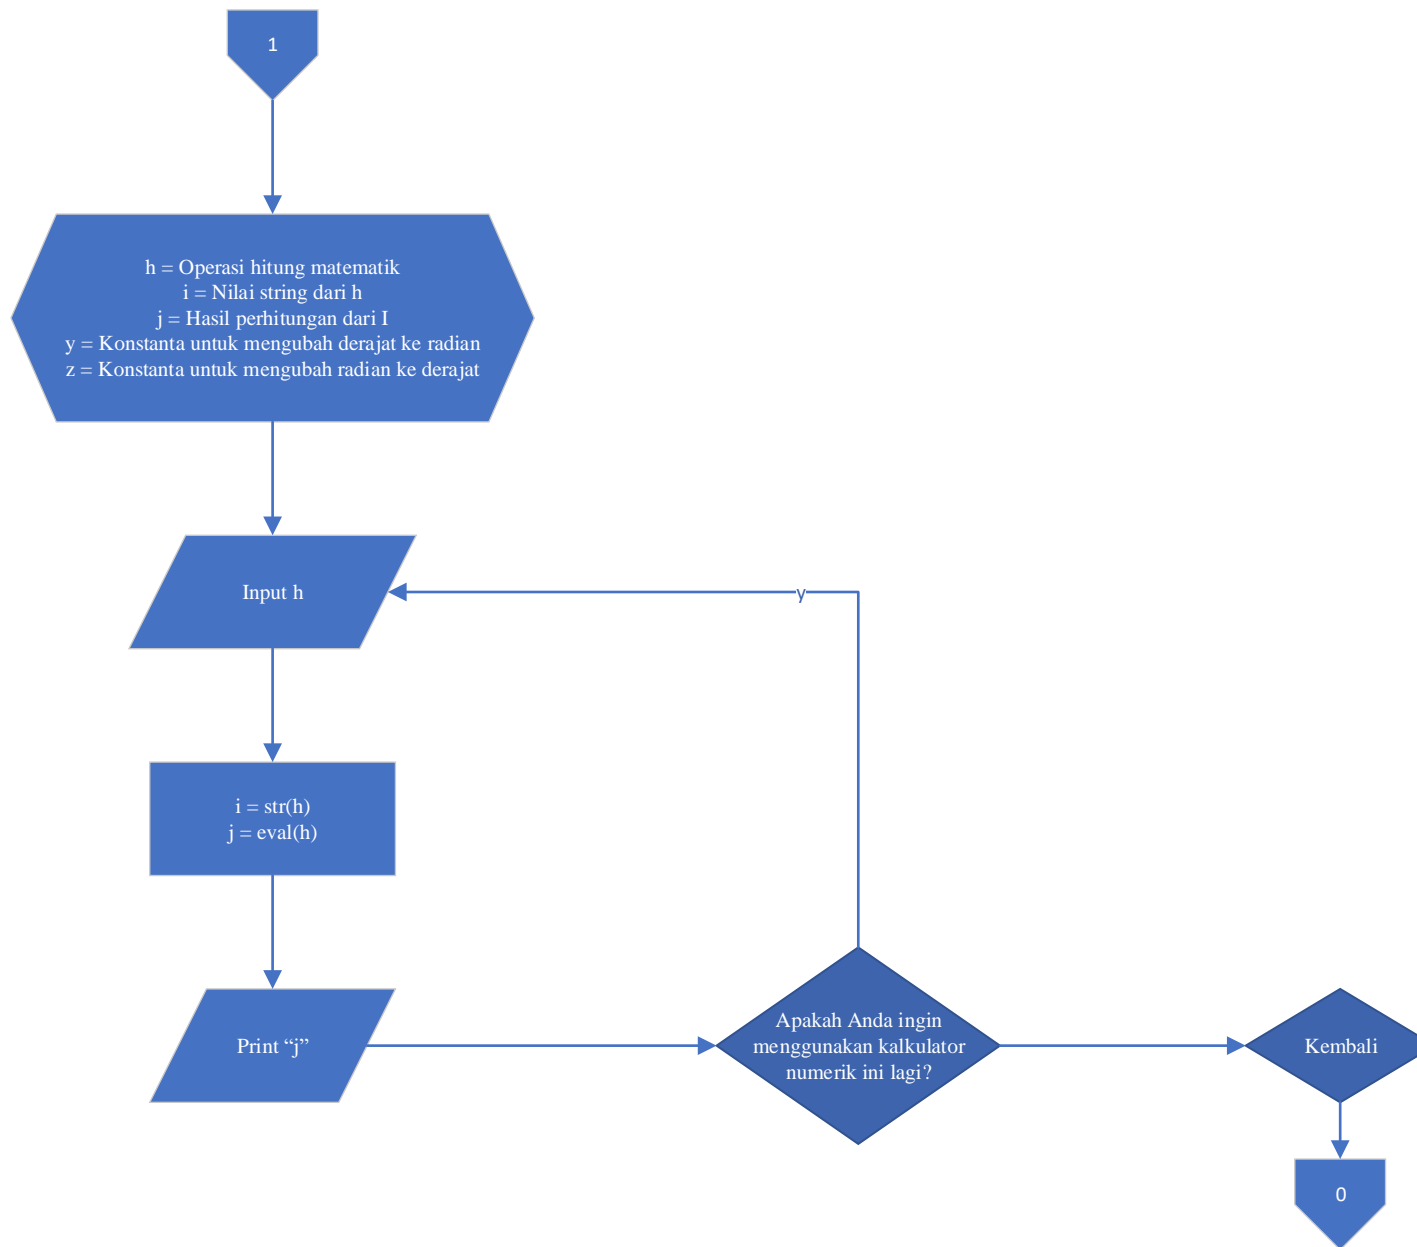 1
h = Operasi hitung matematik
i = Nilai string dari h
j = Hasil perhitungan dari I
y = Konstanta untuk mengubah derajat ke radian
z = Konstanta untuk mengubah radian ke derajat
Input h
y
i = str(h)
j = eval(h)
Print “j”
Apakah Anda ingin
menggunakan kalkulator
numerik ini lagi?
Kembali
0